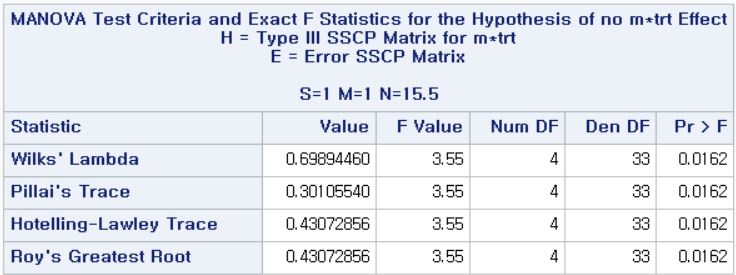 MANOVA Test Criteria and Exact F Statistics for the Hypothesis of no m*trt Effect
H = Type III SSCP Matrix for m*trt
E = Error SSCP Matrix
S=1 M=1 N=15.5
Statistic Value F Value Num DF Den DF Pr > F
Wilks' Lambda 0.69894460 3.55 4 33 0.0162
Pillai's Trace 0.30105540 3.55 4 33 0.0162
Hotelling-Lawley Trace 0.43072856 3.55 4 33 0.0162
Roy's Greatest Root 0.43072856 3.55 4 33 0.0162